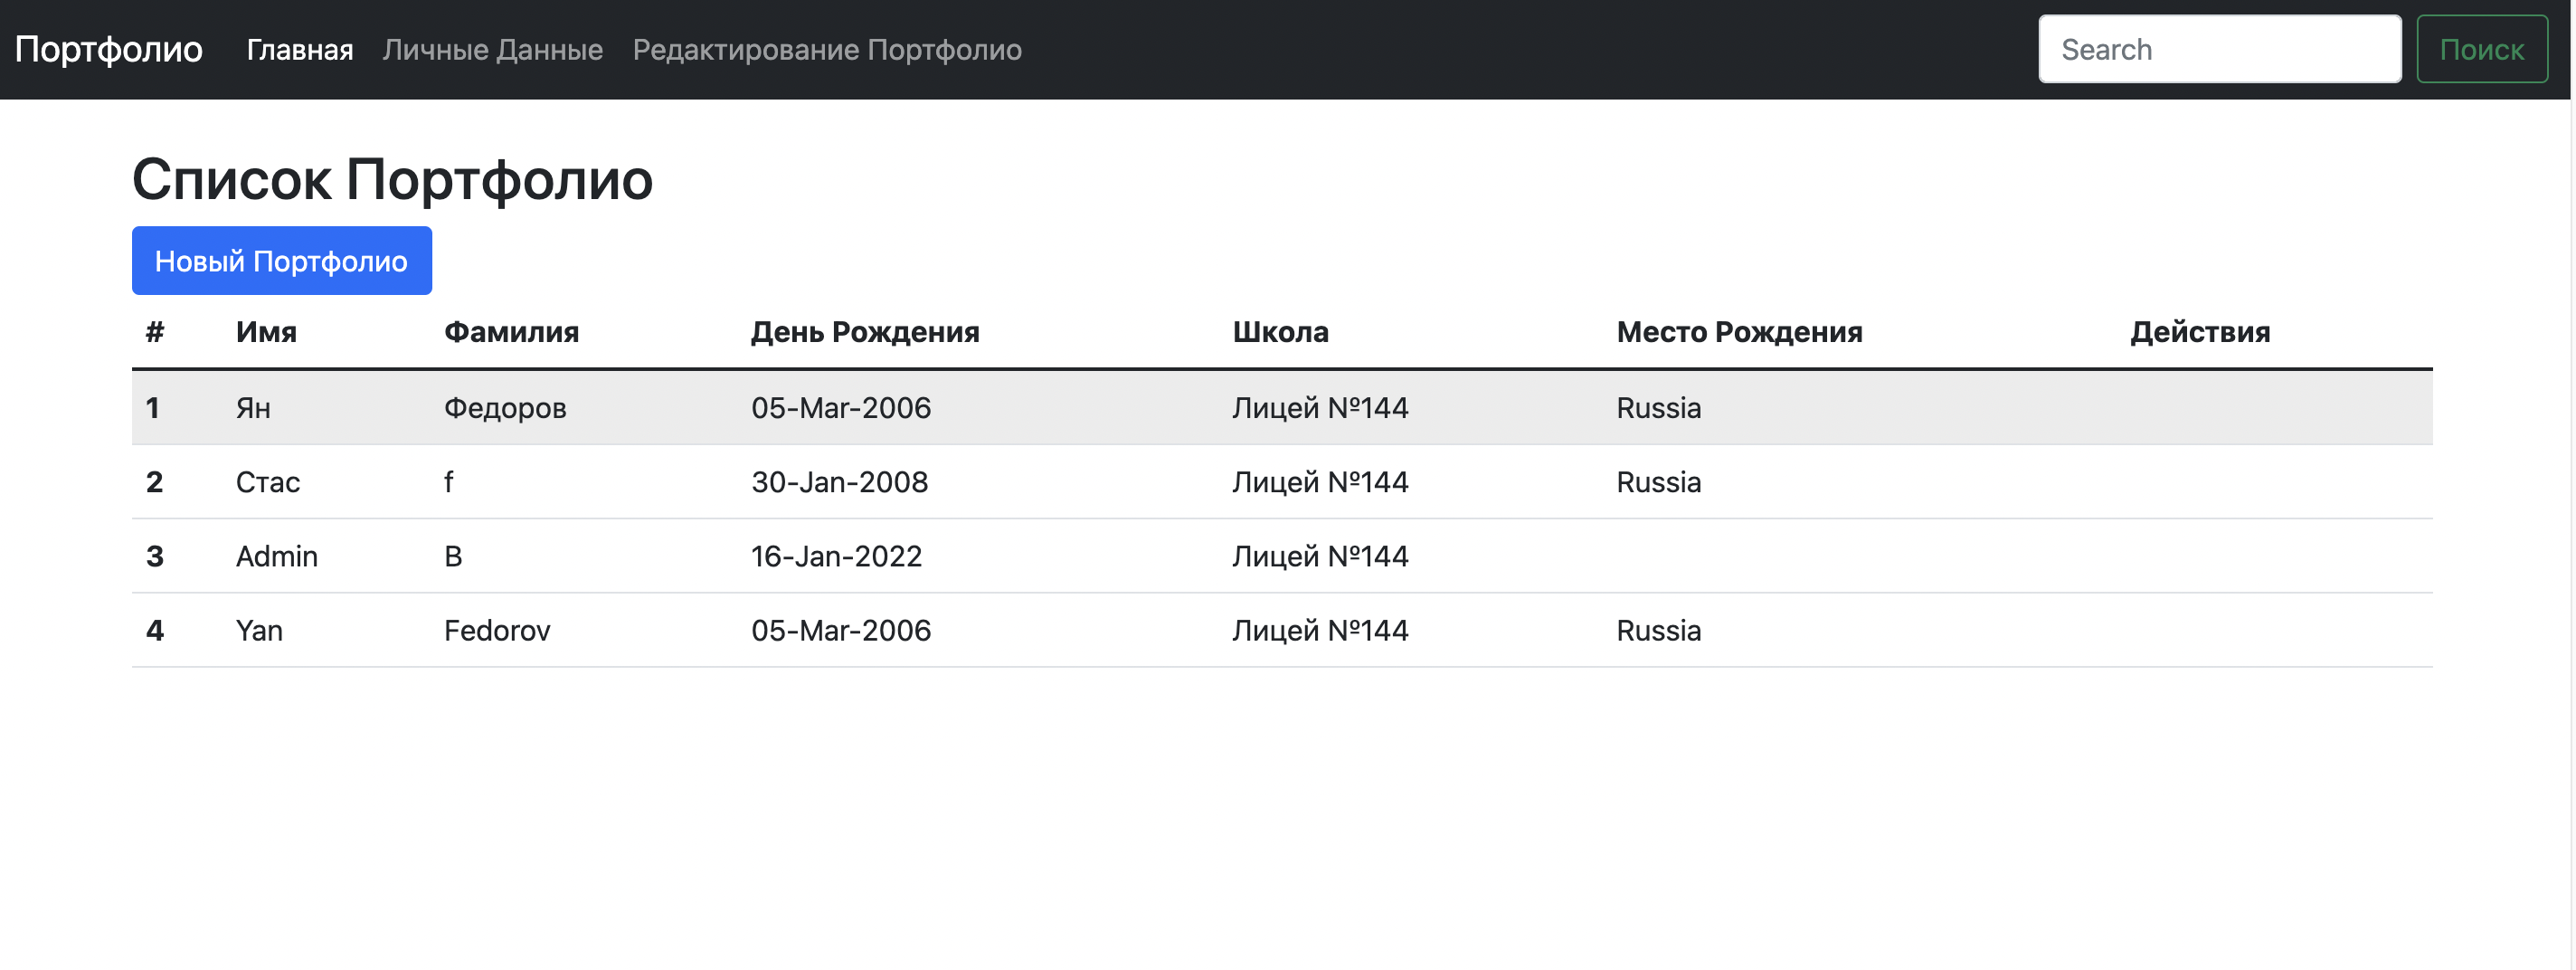 Портфолио Главная Личные Данные Редактирование Портфолио Search Поиск
Список Портфолио
Новый Портфолио
# Имя Фамилия День Рождения Школа Место Рождения Действия
1 Ян Федоров 05-Mar-2006 Лицей №144 Russia
2 Стас f 30-Jan-2008 Лицей №144 Russia
3 Admin B 16-Jan-2022 Лицей №144
4 Yan Fedorov 05-Mar-2006 Лицей №144 Russia